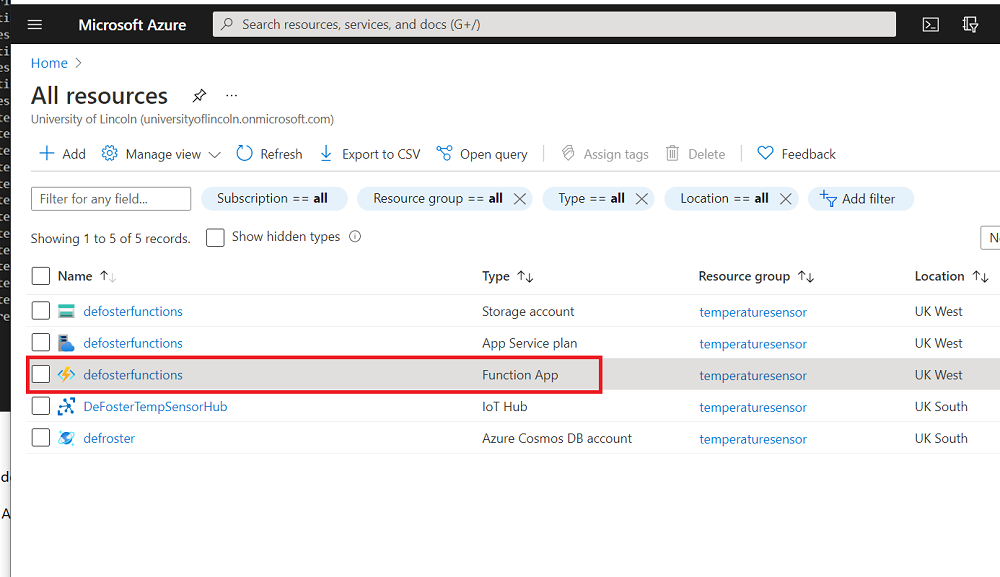 Microsoft Azure
Search resources, services, and docs (G+/)
Home
All resources
University of Lincoln (universityoflincoln.onmicrosoft.com)
Add Manage view Refresh Export to CSV Open query Assign tags Delete Feedback
Filter for any field... Subscription == all Resource group == all Type == all Location == all Add filter
Showing 1 to 5 of 5 records. Show hidden types
Name Type Resource group Location
defosterfunctions Storage account temperaturesensor UK West
defosterfunctions App Service plan temperaturesensor UK West
defosterfunctions Function App temperaturesensor UK West
DeFosterTempSensorHub IoT Hub temperaturesensor UK South
defroster Azure Cosmos DB account temperaturesensor UK South